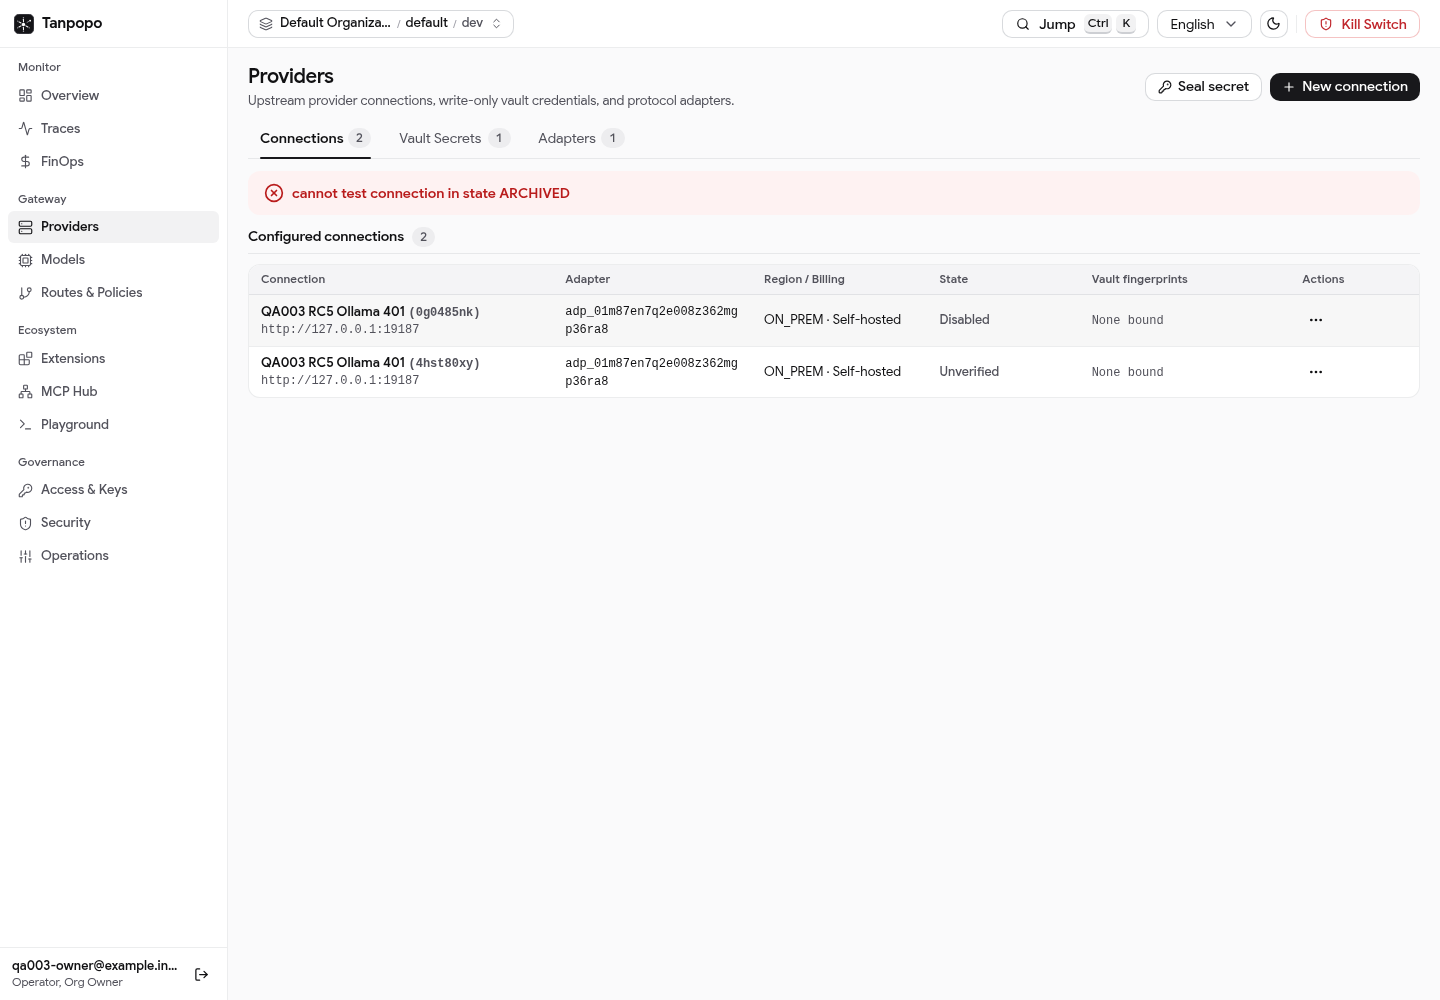 Tanpopo
Default Organiza... / default / dev
Jump Ctrl K
English
Kill Switch
Monitor
Overview
Traces
FinOps
Gateway
Providers
Models
Routes & Policies
Ecosystem
Extensions
MCP Hub
Playground
Governance
Access & Keys
Security
Operations
qa003-owner@example.in...
Operator, Org Owner
Providers
Upstream provider connections, write-only vault credentials, and protocol adapters.
Seal secret
New connection
Connections 2
Vault Secrets 1
Adapters 1
cannot test connection in state ARCHIVED
Configured connections 2
Connection Adapter Region / Billing State Vault fingerprints Actions
QA003 RC5 Ollama 401 (0g0485nk)
http://127.0.0.1:19187
adp_01m87en7q2e008z362mg
p36ra8
ON_PREM · Self-hosted
Disabled
None bound
QA003 RC5 Ollama 401 (4hst80xy)
http://127.0.0.1:19187
adp_01m87en7q2e008z362mg
p36ra8
ON_PREM · Self-hosted
Unverified
None bound